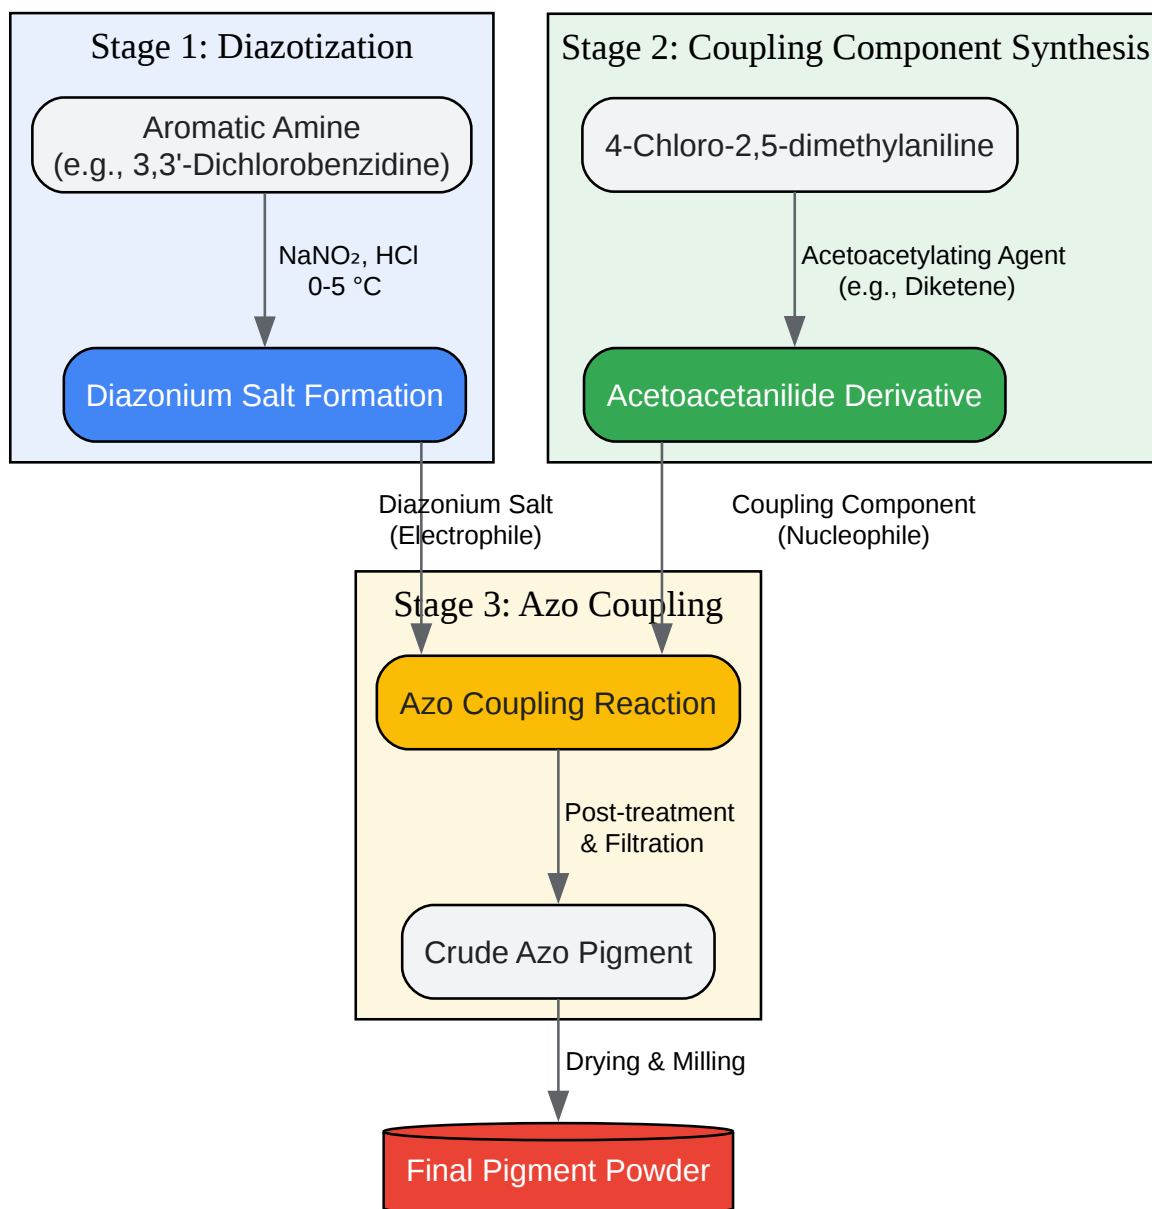 Stage 1: Diazotization
Aromatic Amine
(e.g., 3,3'-Dichlorobenzidine)
NaNO₂, HCl
0-5 °C
Diazonium Salt Formation
Stage 2: Coupling Component Synthesis
4-Chloro-2,5-dimethylaniline
Acetoacetylating Agent
(e.g., Diketene)
Acetoacetanilide Derivative
Diazonium Salt
(Electrophile)
Coupling Component
(Nucleophile)
Stage 3: Azo Coupling
Azo Coupling Reaction
Post-treatment
& Filtration
Crude Azo Pigment
Drying & Milling
Final Pigment Powder